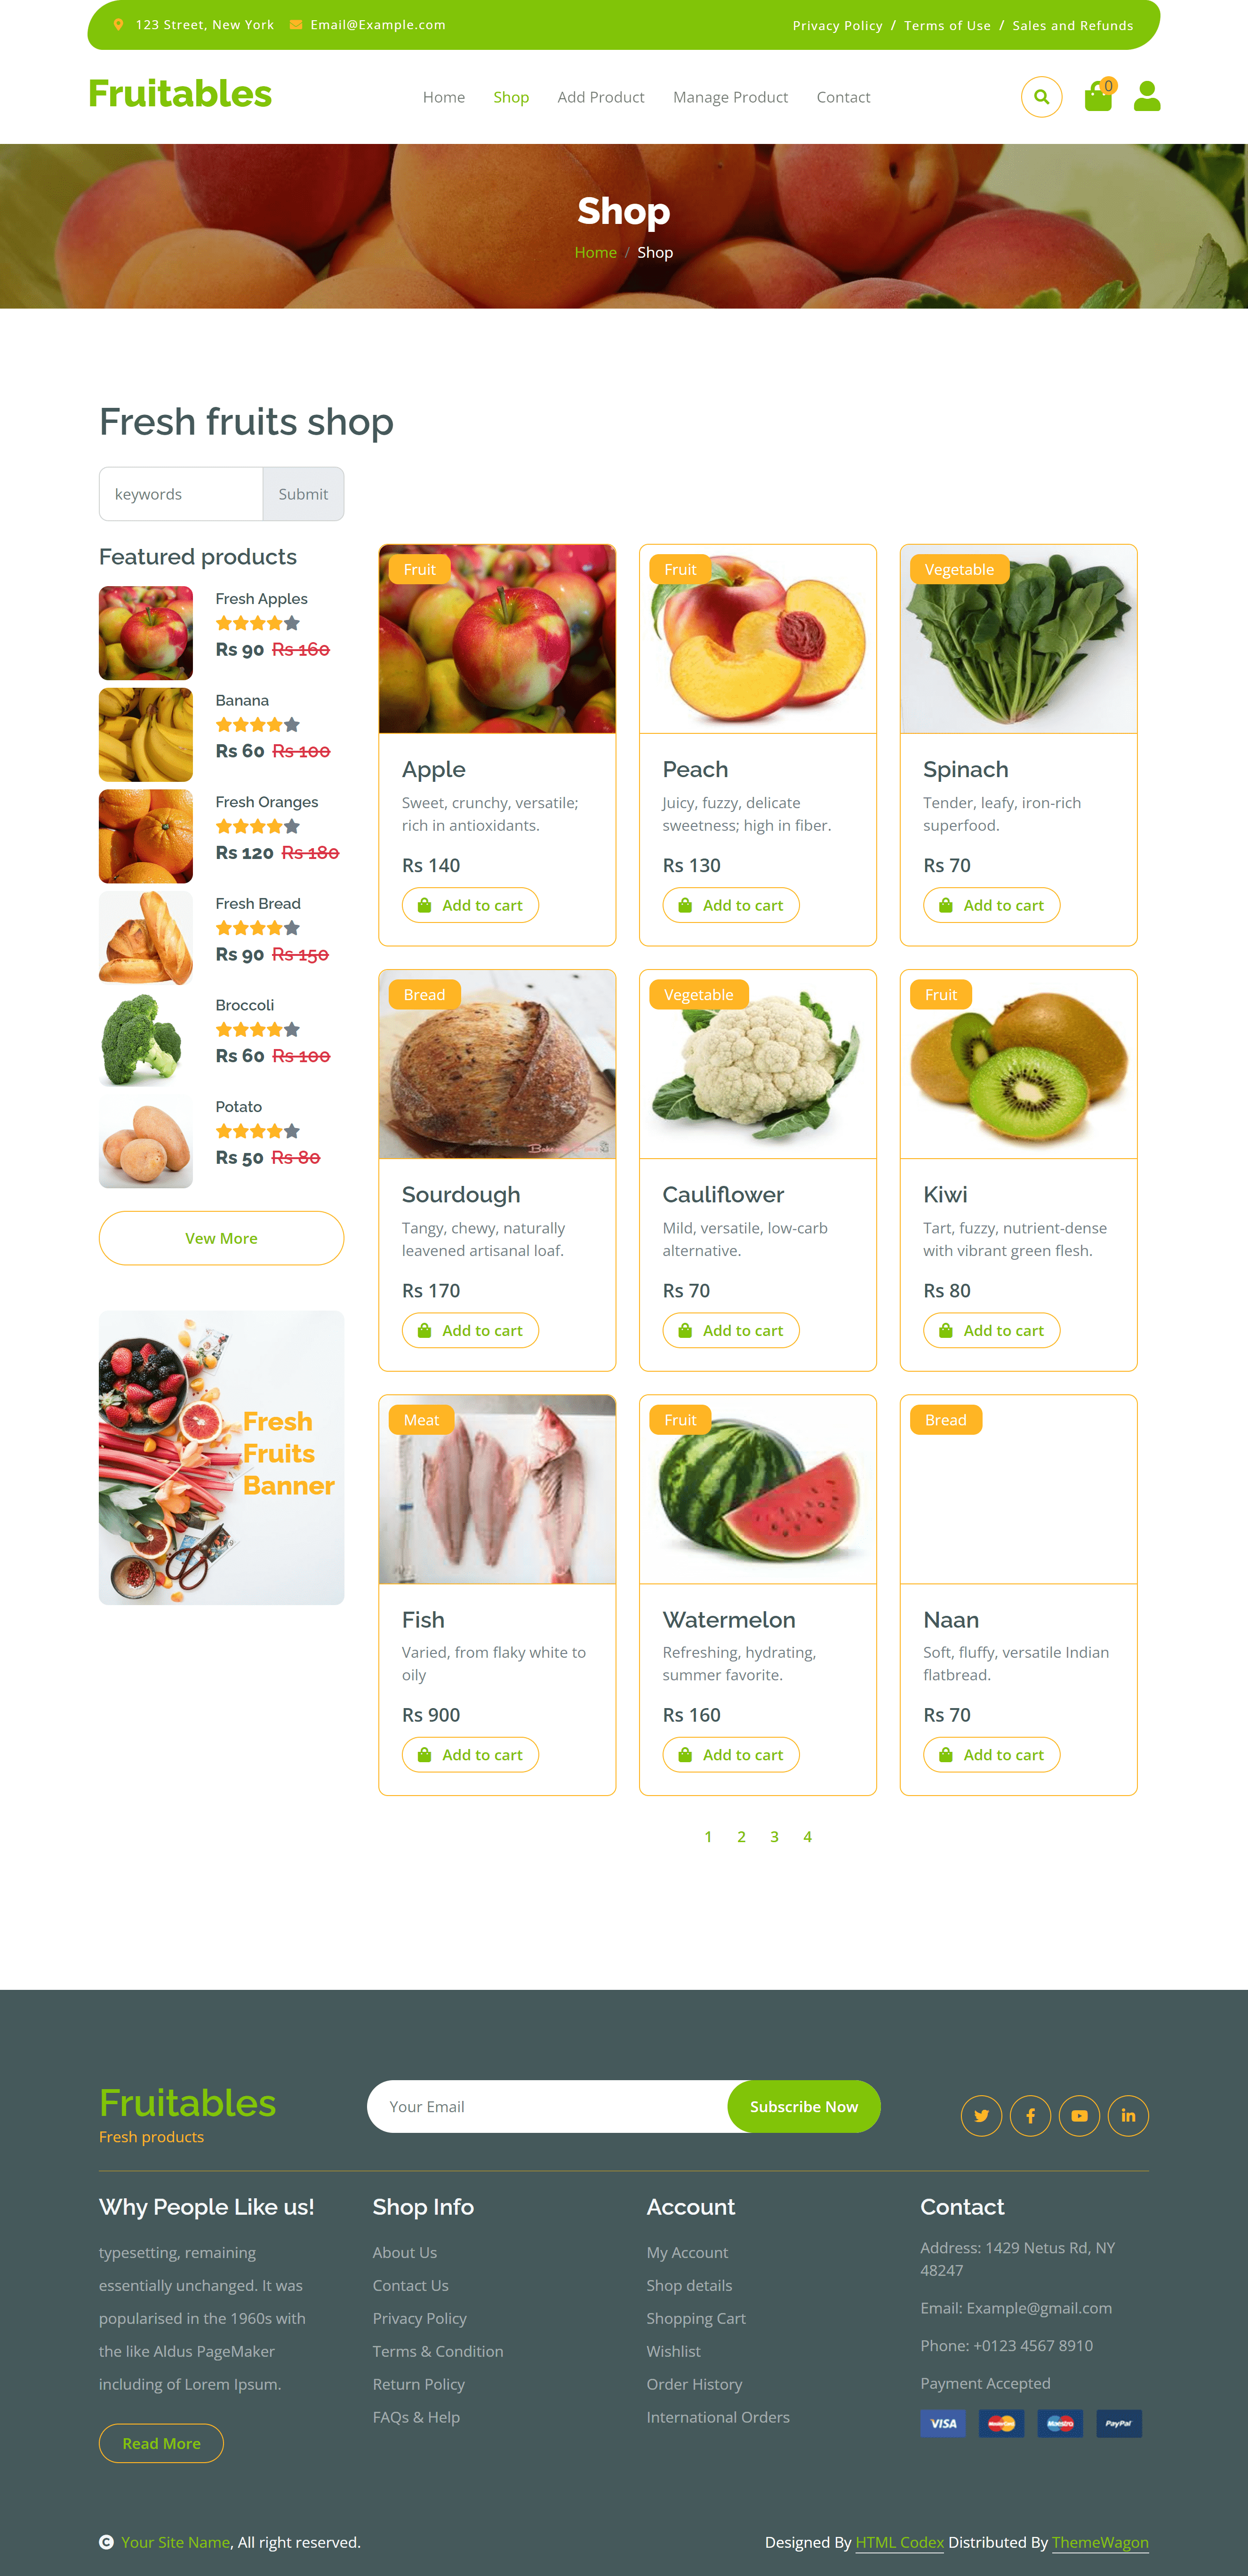 123 Street, New York Email@Example.com
Privacy Policy / Terms of Use / Sales and Refunds
Fruitables
Home Shop Add Product Manage Product Contact
0
Shop
Home / Shop
Fresh fruits shop
keywords Submit
Featured products
Fresh Apples
Rs 90 Rs 160
Banana
Rs 60 Rs 100
Fresh Oranges
Rs 120 Rs 180
Fresh Bread
Rs 90 Rs 150
Broccoli
Rs 60 Rs 100
Potato
Rs 50 Rs 80
Vew More
Fresh
Fruits
Banner
Fruit
Apple
Sweet, crunchy, versatile;
rich in antioxidants.
Rs 140
Add to cart
Fruit
Peach
Juicy, fuzzy, delicate
sweetness; high in fiber.
Rs 130
Add to cart
Vegetable
Spinach
Tender, leafy, iron-rich
superfood.
Rs 70
Add to cart
Bread
Sourdough
Tangy, chewy, naturally
leavened artisanal loaf.
Rs 170
Add to cart
Vegetable
Cauliflower
Mild, versatile, low-carb
alternative.
Rs 70
Add to cart
Fruit
Kiwi
Tart, fuzzy, nutrient-dense
with vibrant green flesh.
Rs 80
Add to cart
Meat
Fish
Varied, from flaky white to
oily
Rs 900
Add to cart
Fruit
Watermelon
Refreshing, hydrating,
summer favorite.
Rs 160
Add to cart
Bread
Naan
Soft, fluffy, versatile Indian
flatbread.
Rs 70
Add to cart
1 2 3 4
Fruitables
Fresh products
Your Email Subscribe Now
Why People Like us!
typesetting, remaining
essentially unchanged. It was
popularised in the 1960s with
the like Aldus PageMaker
including of Lorem Ipsum.
Read More
Shop Info
About Us
Contact Us
Privacy Policy
Terms & Condition
Return Policy
FAQs & Help
Account
My Account
Shop details
Shopping Cart
Wishlist
Order History
International Orders
Contact
Address: 1429 Netus Rd, NY
48247
Email: Example@gmail.com
Phone: +0123 4567 8910
Payment Accepted
VISA MasterCard Maestro PayPal
Your Site Name, All right reserved.
Designed By HTML Codex Distributed By ThemeWagon